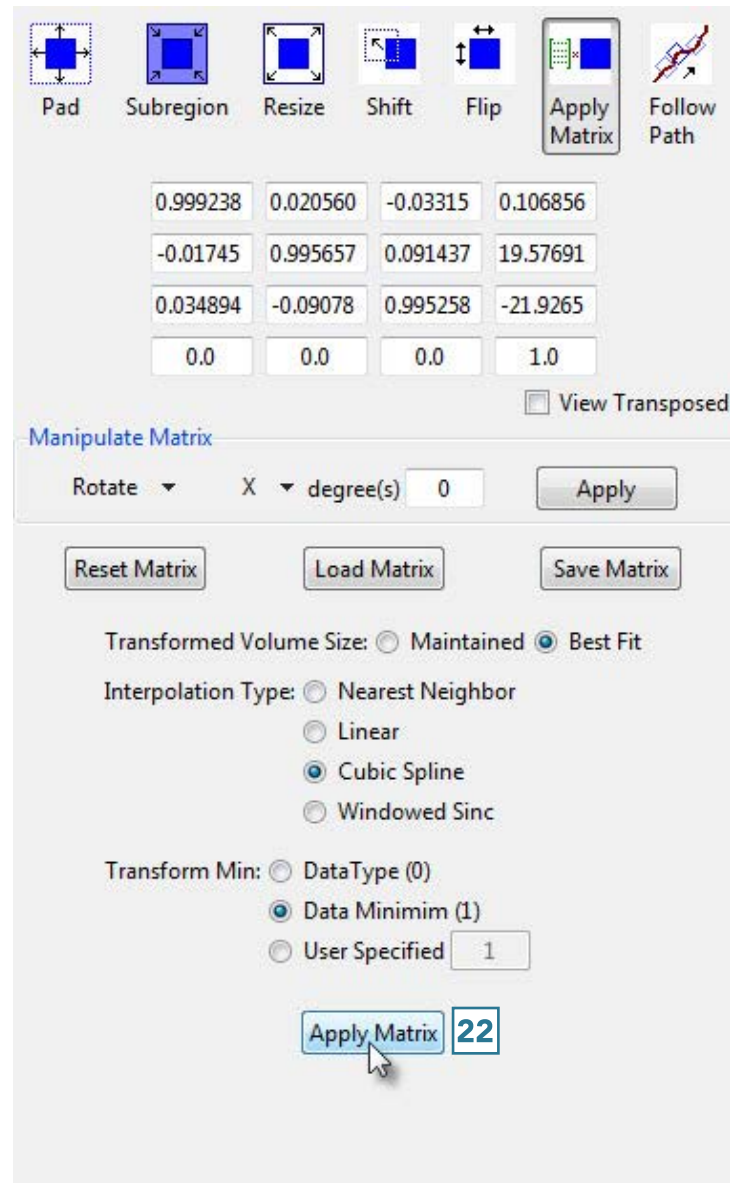 Pad Subregion Resize Shift Flip Apply Matrix Follow Path
0.999238 0.020560 -0.03315 0.106856
-0.01745 0.995657 0.091437 19.57691
0.034894 -0.09078 0.995258 -21.9265
0.0 0.0 0.0 1.0
View Transposed
Manipulate Matrix
Rotate X degree(s) 0 Apply
Reset Matrix Load Matrix Save Matrix
Transformed Volume Size: Maintained Best Fit
Interpolation Type: Nearest Neighbor
Linear
Cubic Spline
Windowed Sinc
Transform Min: DataType (0)
Data Minimim (1)
User Specified 1
Apply Matrix 22